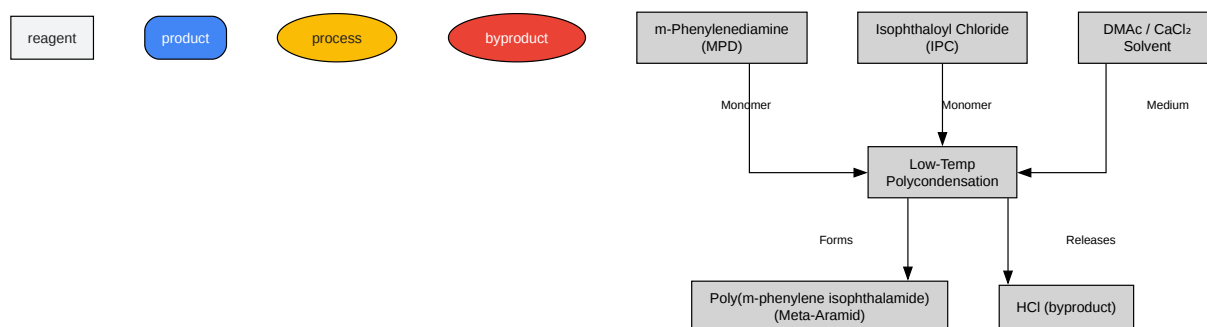 reagent
product
process
byproduct
m-Phenylenediamine
(MPD)
Isophthaloyl Chloride
(IPC)
DMAc / CaCl₂
Solvent
Monomer
Monomer
Medium
Low-Temp
Polycondensation
Forms
Releases
Poly(m-phenylene isophthalamide)
(Meta-Aramid)
HCl (byproduct)